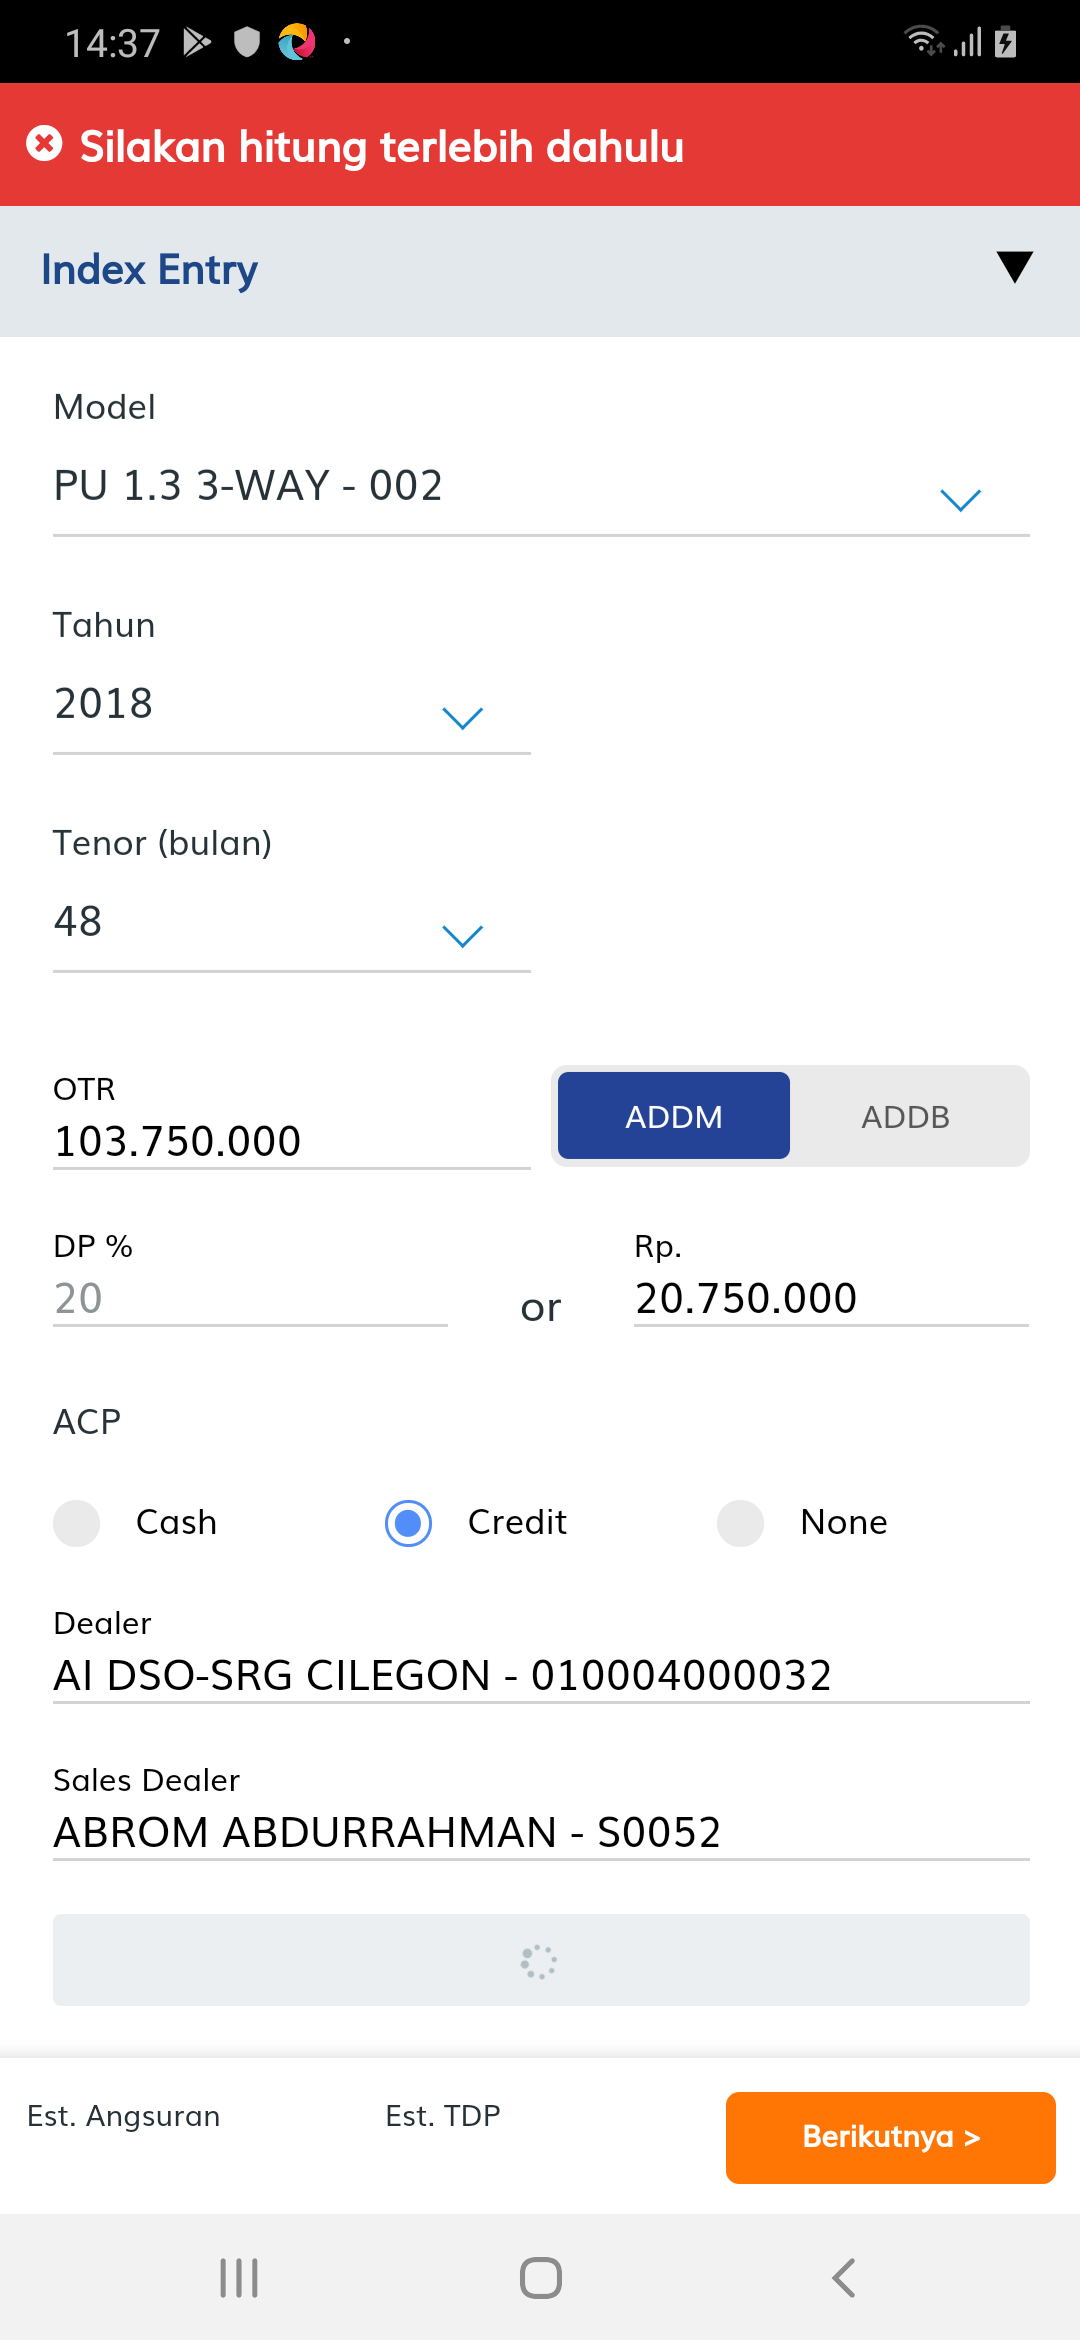 14:37
Silakan hitung terlebih dahulu
Index Entry
Model
PU 1.3 3-WAY - 002
Tahun
2018
Tenor (bulan)
48
OTR
103.750.000
ADDM
ADDB
DP %
20
or
Rp.
20.750.000
ACP
Cash
Credit
None
Dealer
AI DSO-SRG CILEGON - 010004000032
Sales Dealer
ABROM ABDURRAHMAN - S0052
Est. Angsuran
Est. TDP
Berikutnya >